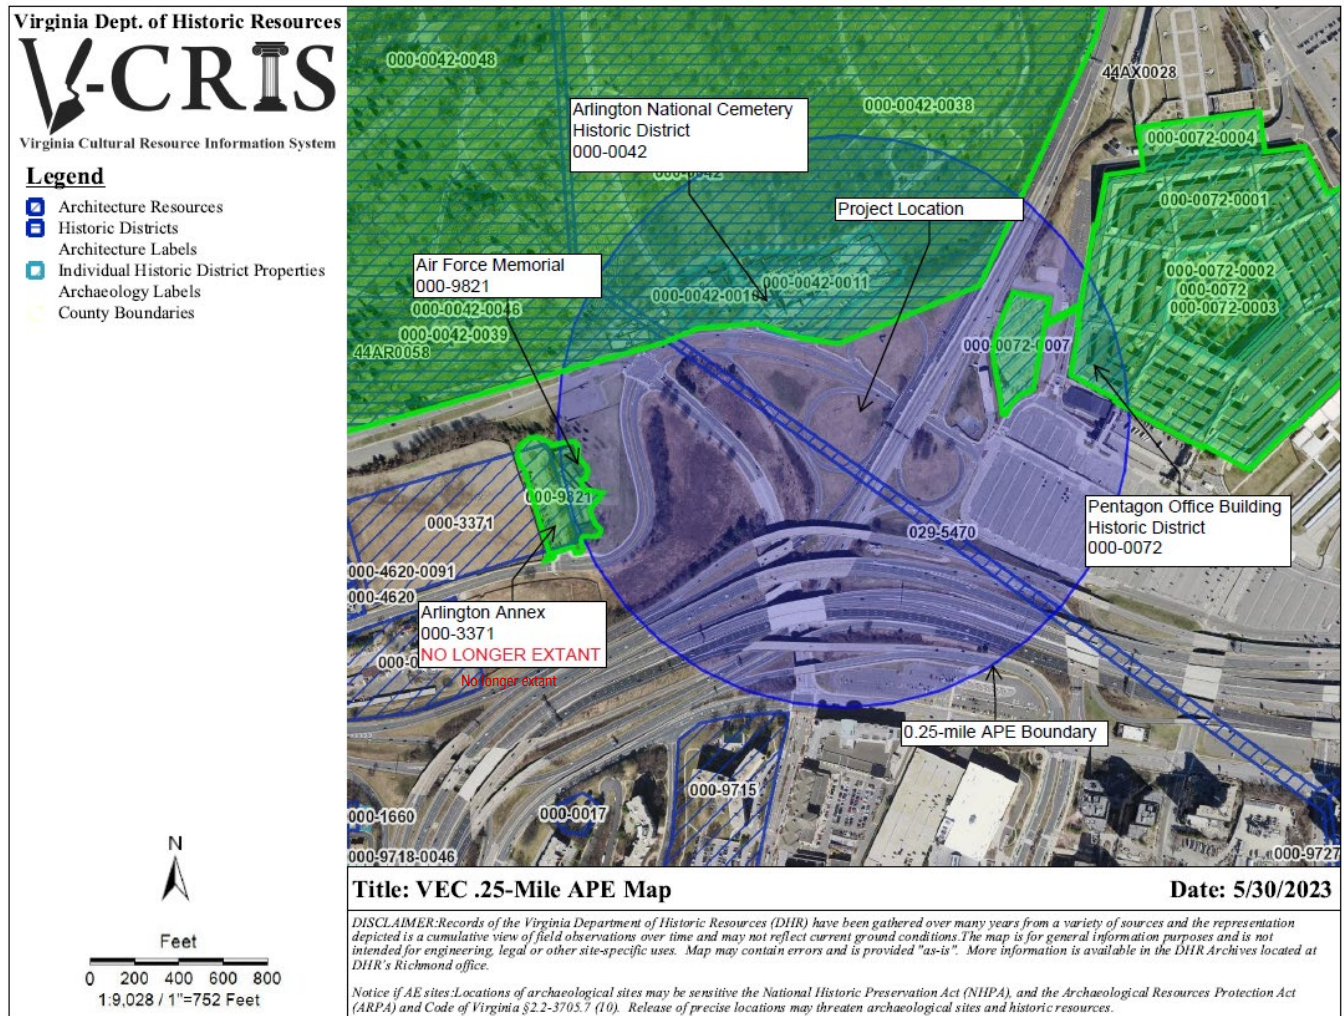 Virginia Dept. of Historic Resources
V-CRIS
Virginia Cultural Resource Information System
Legend
Architecture Resources
Historic Districts
Architecture Labels
Individual Historic District Properties
Archaeology Labels
County Boundaries
N
Feet
0 200 400 600 800
1:9,028 / 1"=752 Feet
000-0042-0048
44AX0028
Arlington National Cemetery
Historic District
000-0042
000-0042-0038
000-0072-0004
000-0072-0001
Project Location
Air Force Memorial
000-9821
000-0042-0011
000-0072-0002
000-0072
000-0072-0003
000-0042-0046
000-0042-0039
44AR0058
000-0072-0007
000-9821
000-3371
029-5470
Pentagon Office Building
Historic District
000-0072
000-4620-0091
000-4620
Arlington Annex
000-3371
NO LONGER EXTANT
No longer extant
0.25-mile APE Boundary
000-9715
000-1660
000-0017
000-9718-0046
000-9727
Title: VEC .25-Mile APE Map
Date: 5/30/2023
DISCLAIMER:Records of the Virginia Department of Historic Resources (DHR) have been gathered over many years from a variety of sources and the representation
depicted is a cumulative view of field observations over time and may not reflect current ground conditions.The map is for general information purposes and is not
intended for engineering, legal or other site-specific uses. Map may contain errors and is provided "as-is". More information is available in the DHR Archives located at
DHR's Richmond office.
Notice if AE sites:Locations of archaeological sites may be sensitive the National Historic Preservation Act (NHPA), and the Archaeological Resources Protection Act
(ARPA) and Code of Virginia §2.2-3705.7 (10). Release of precise locations may threaten archaeological sites and historic resources.